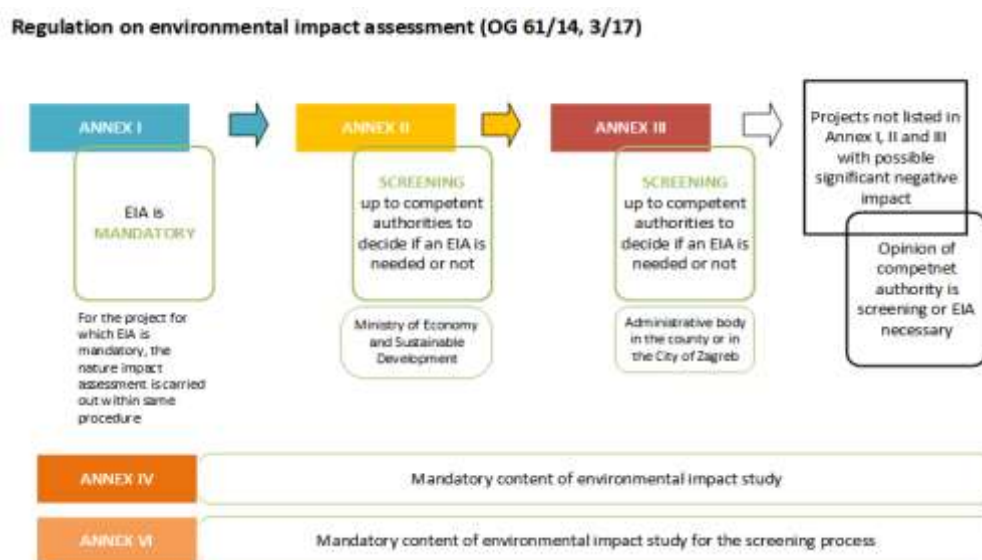 Regulation on environmental impact assessment (OG 61/14, 3/17)
ANNEX I
EIA is
MANDATORY
For the project for
which EIA is
mandatory, the
nature impact
assessment is carried
out within same
procedure
ANNEX II
SCREENING
up to competent
authorities to
decide if an EIA is
needed or not
Ministry of Economy
and Sustainable
Development
ANNEX III
SCREENING
up to competent
authorities to
decide if an EIA is
needed or not
Administrative body
in the county or in
the City of Zagreb
Projects not listed in
Annex I, II and III
with possible
significant negative
impact
Opinion of
competnet
authority is
screening or EIA
necessary
ANNEX IV
Mandatory content of environmental impact study
ANNEX VI
Mandatory content of environmental impact study for the screening process